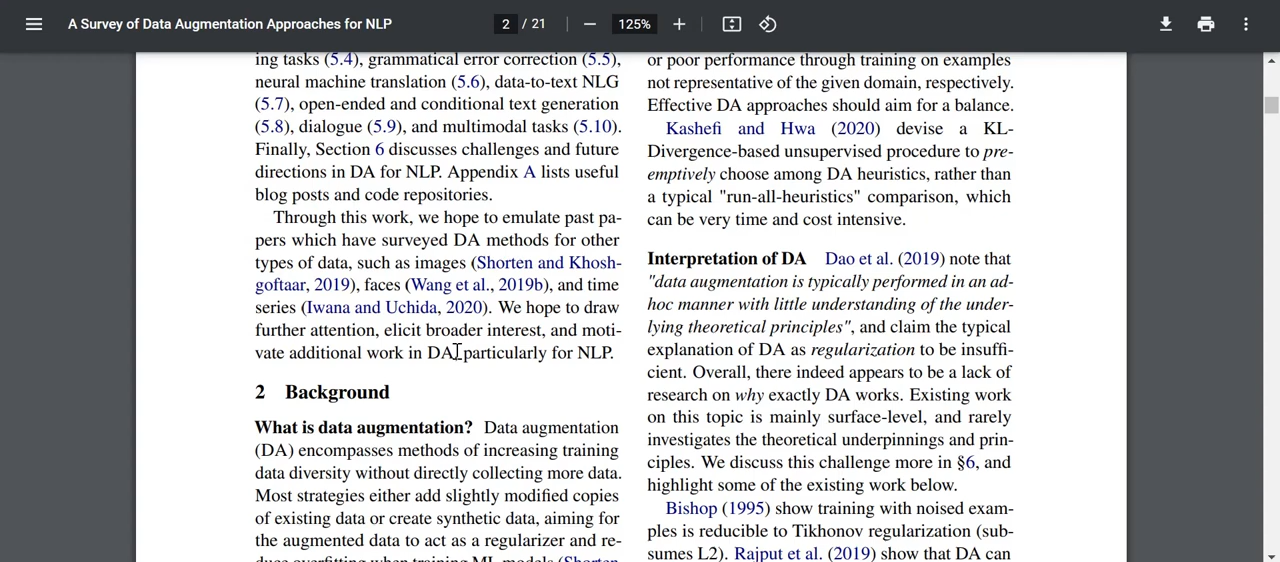 A Survey of Data Augmentation Approaches for NLP
2 / 21
125%
ing tasks (5.4), grammatical error correction (5.5),
neural machine translation (5.6), data-to-text NLG
(5.7), open-ended and conditional text generation
(5.8), dialogue (5.9), and multimodal tasks (5.10).
Finally, Section 6 discusses challenges and future
directions in DA for NLP. Appendix A lists useful
blog posts and code repositories.
Through this work, we hope to emulate past pa-
pers which have surveyed DA methods for other
types of data, such as images (Shorten and Khosh-
goftaar, 2019), faces (Wang et al., 2019b), and time
series (Iwana and Uchida, 2020). We hope to draw
further attention, elicit broader interest, and moti-
vate additional work in DA, particularly for NLP.
2 Background
What is data augmentation? Data augmentation
(DA) encompasses methods of increasing training
data diversity without directly collecting more data.
Most strategies either add slightly modified copies
of existing data or create synthetic data, aiming for
the augmented data to act as a regularizer and re-
duce overfitting when training ML models (Shorten
or poor performance through training on examples
not representative of the given domain, respectively.
Effective DA approaches should aim for a balance.
Kashefi and Hwa (2020) devise a KL-
Divergence-based unsupervised procedure to pre-
emptively choose among DA heuristics, rather than
a typical "run-all-heuristics" comparison, which
can be very time and cost intensive.
Interpretation of DA Dao et al. (2019) note that
"data augmentation is typically performed in an ad-
hoc manner with little understanding of the under-
lying theoretical principles", and claim the typical
explanation of DA as regularization to be insuffi-
cient. Overall, there indeed appears to be a lack of
research on why exactly DA works. Existing work
on this topic is mainly surface-level, and rarely
investigates the theoretical underpinnings and prin-
ciples. We discuss this challenge more in §6, and
highlight some of the existing work below.
Bishop (1995) show training with noised exam-
ples is reducible to Tikhonov regularization (sub-
sumes L2). Rajput et al. (2019) show that DA can